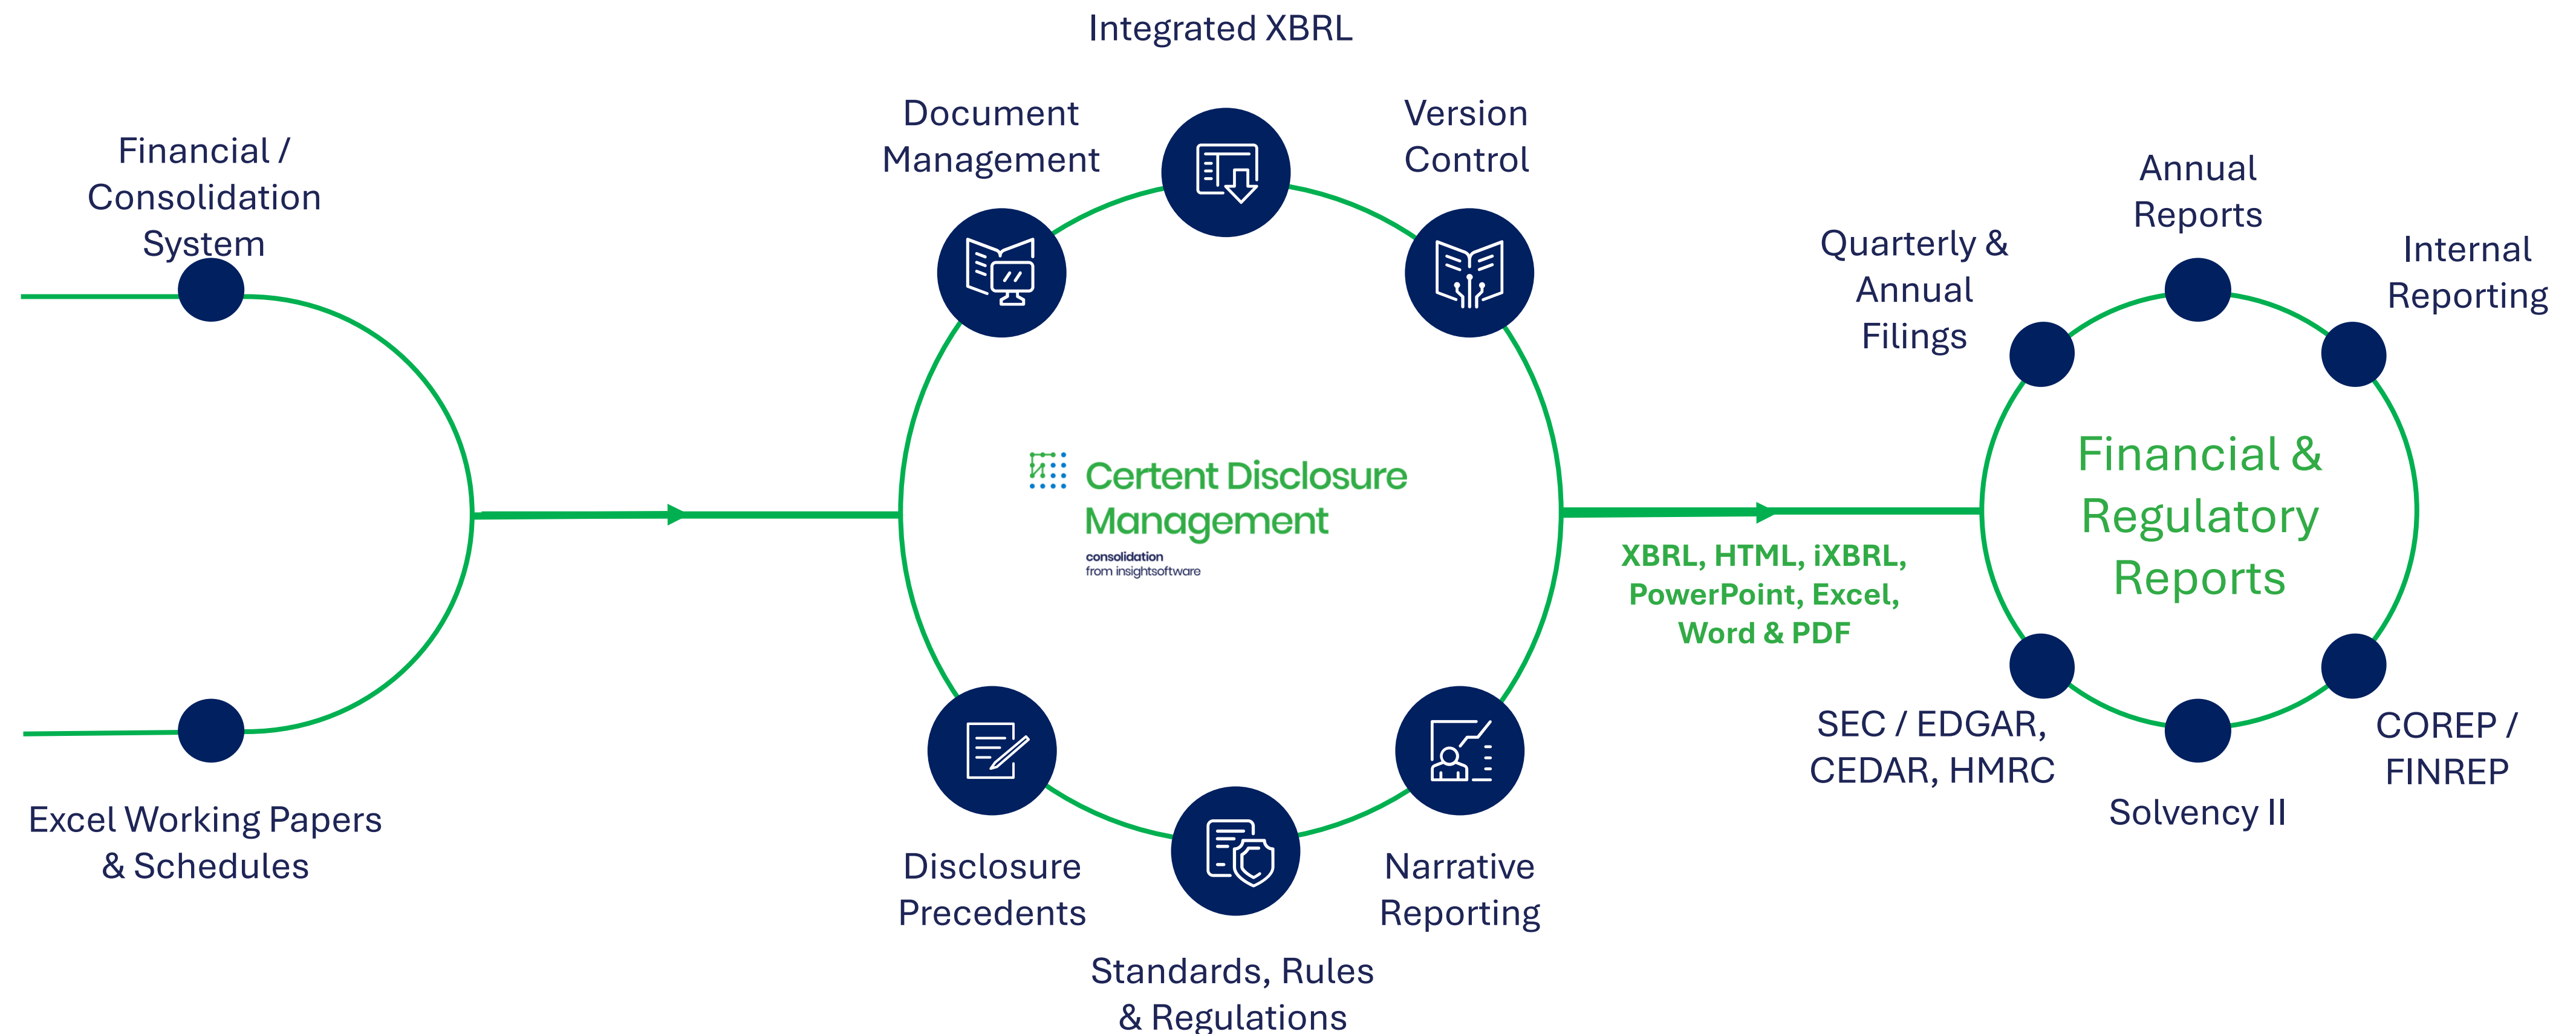 Financial /
Consolidation
System
Excel Working Papers
& Schedules
Integrated XBRL
Document
Management
Version
Control
Certent Disclosure
Management
consolidation
from insightsoftware
Disclosure
Precedents
Narrative
Reporting
Standards, Rules
& Regulations
XBRL, HTML, iXBRL,
PowerPoint, Excel,
Word & PDF
Annual
Reports
Quarterly &
Annual
Filings
Internal
Reporting
Financial &
Regulatory
Reports
SEC / EDGAR,
CEDAR, HMRC
COREP /
FINREP
Solvency II